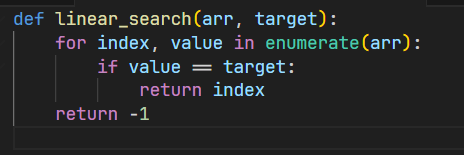 def linear_search(arr, target):
    for index, value in enumerate(arr):
        if value == target:
            return index
    return -1